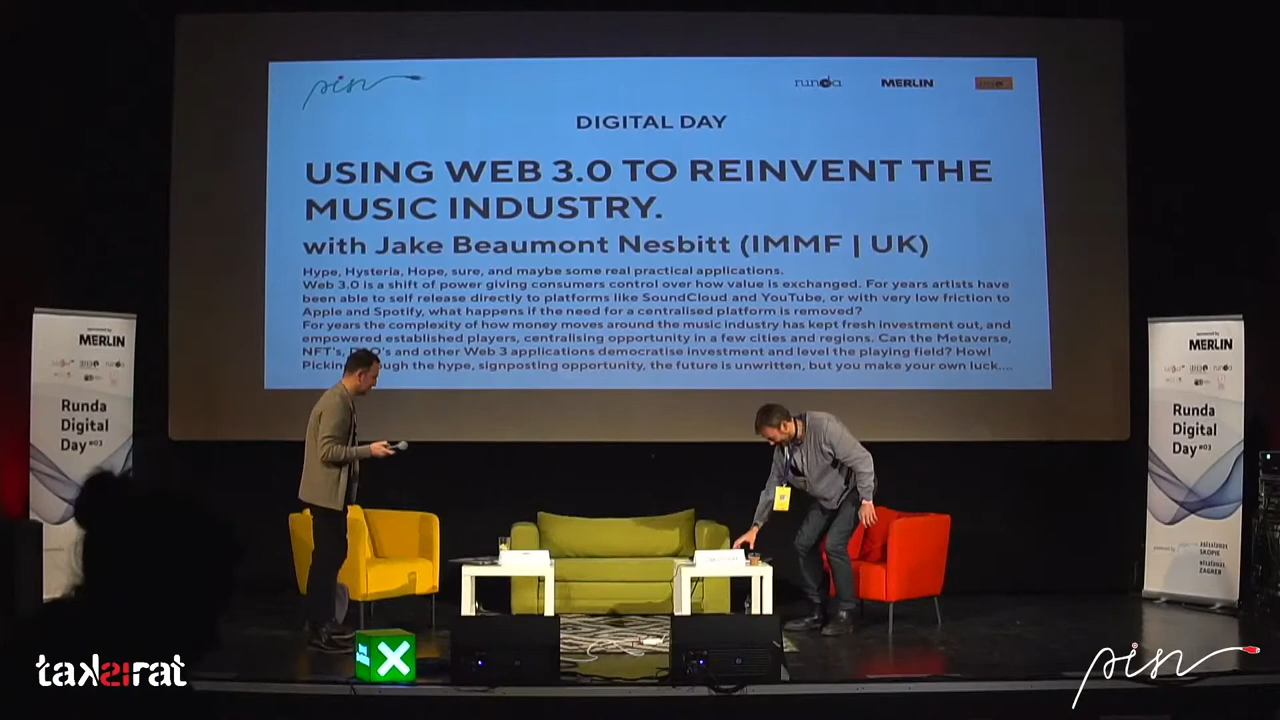 pin
runda
MERLIN
DIGITAL DAY
USING WEB 3.0 TO REINVENT THE
MUSIC INDUSTRY.
with Jake Beaumont Nesbitt (IMMF | UK)
Hype, Hysteria, Hope, sure, and maybe some real practical applications.
Web 3.0 is a shift of power giving consumers control over how value is exchanged. For years artists have
been able to self release directly to platforms like SoundCloud and YouTube, or with very low friction to
Apple and Spotify, what happens if the need for a centralised platform is removed?
For years the complexity of how money moves around the music industry has kept fresh investment out, and
empowered established players, centralising opportunity in a few cities and regions. Can the Metaverse,
NFT's, and other Web 3 applications democratise investment and level the playing field? How!
the hype, signposting opportunity, the future is unwritten, but you make your own luck....
MERLIN
Runda
Digital
Day #03
MERLIN
runda
Runda
Digital
Day #03
SKOPJE
ZAGREB
X
taksirat
pin